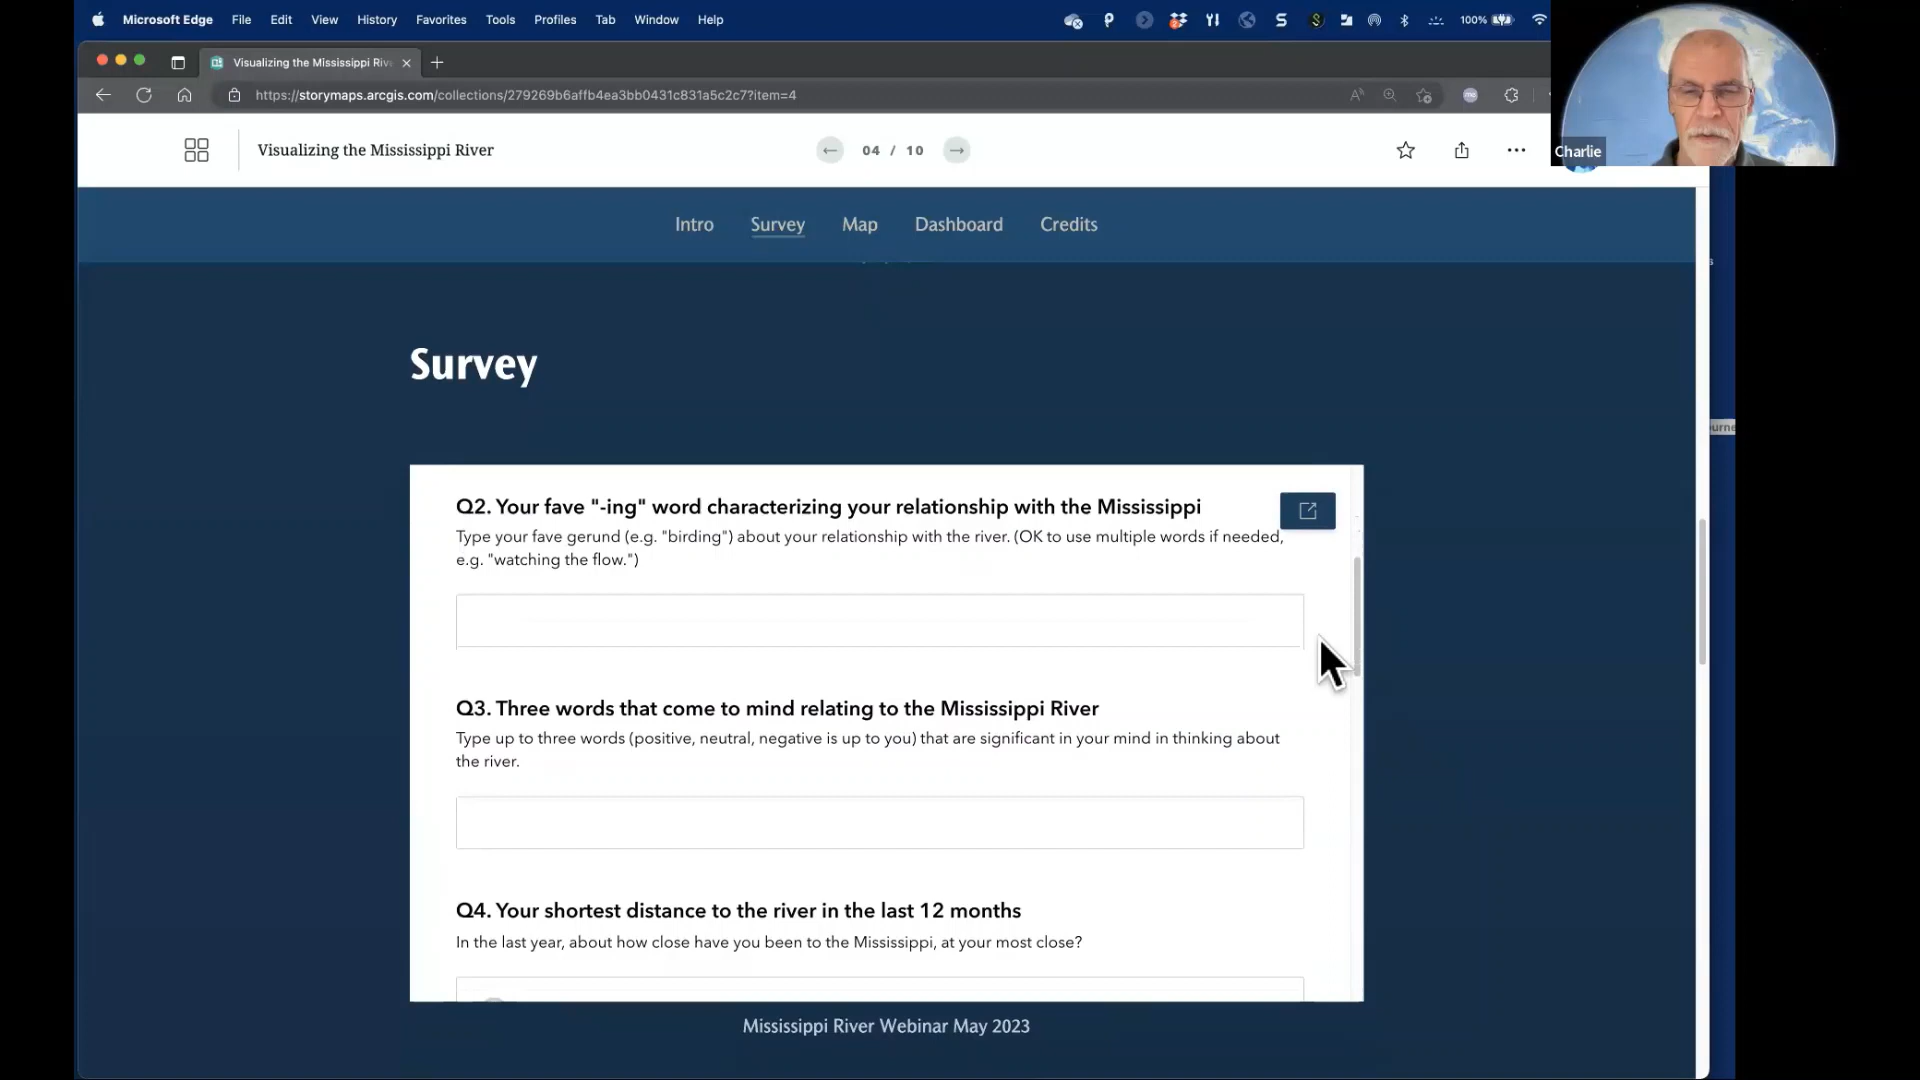 Microsoft Edge File Edit View History Favorites Tools Profiles Tab Window Help 100%
Visualizing the Mississippi Riv
https://storymaps.arcgis.com/collections/279269b6affb4ea3bb0431c831a5c2c7?item=4
Charlie
Visualizing the Mississippi River
04 / 10
Intro Survey Map Dashboard Credits
Survey
Q2. Your fave "-ing" word characterizing your relationship with the Mississippi
Type your fave gerund (e.g. "birding") about your relationship with the river. (OK to use multiple words if needed,
e.g. "watching the flow.")
Q3. Three words that come to mind relating to the Mississippi River
Type up to three words (positive, neutral, negative is up to you) that are significant in your mind in thinking about
the river.
Q4. Your shortest distance to the river in the last 12 months
In the last year, about how close have you been to the Mississippi, at your most close?
Mississippi River Webinar May 2023